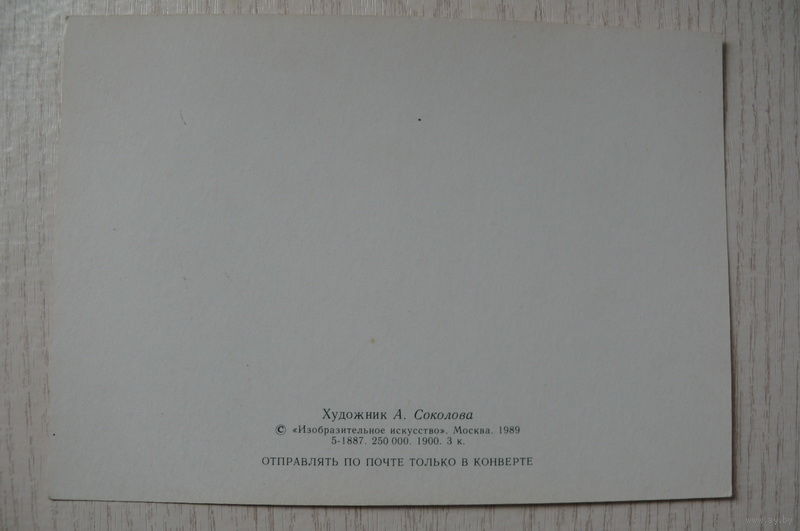 Художник А. Соколова
© «Изобразительное искусство». Москва. 1989
5-1887. 250 000. 1900. 3 к.
ОТПРАВЛЯТЬ ПО ПОЧТЕ ТОЛЬКО В КОНВЕРТЕ